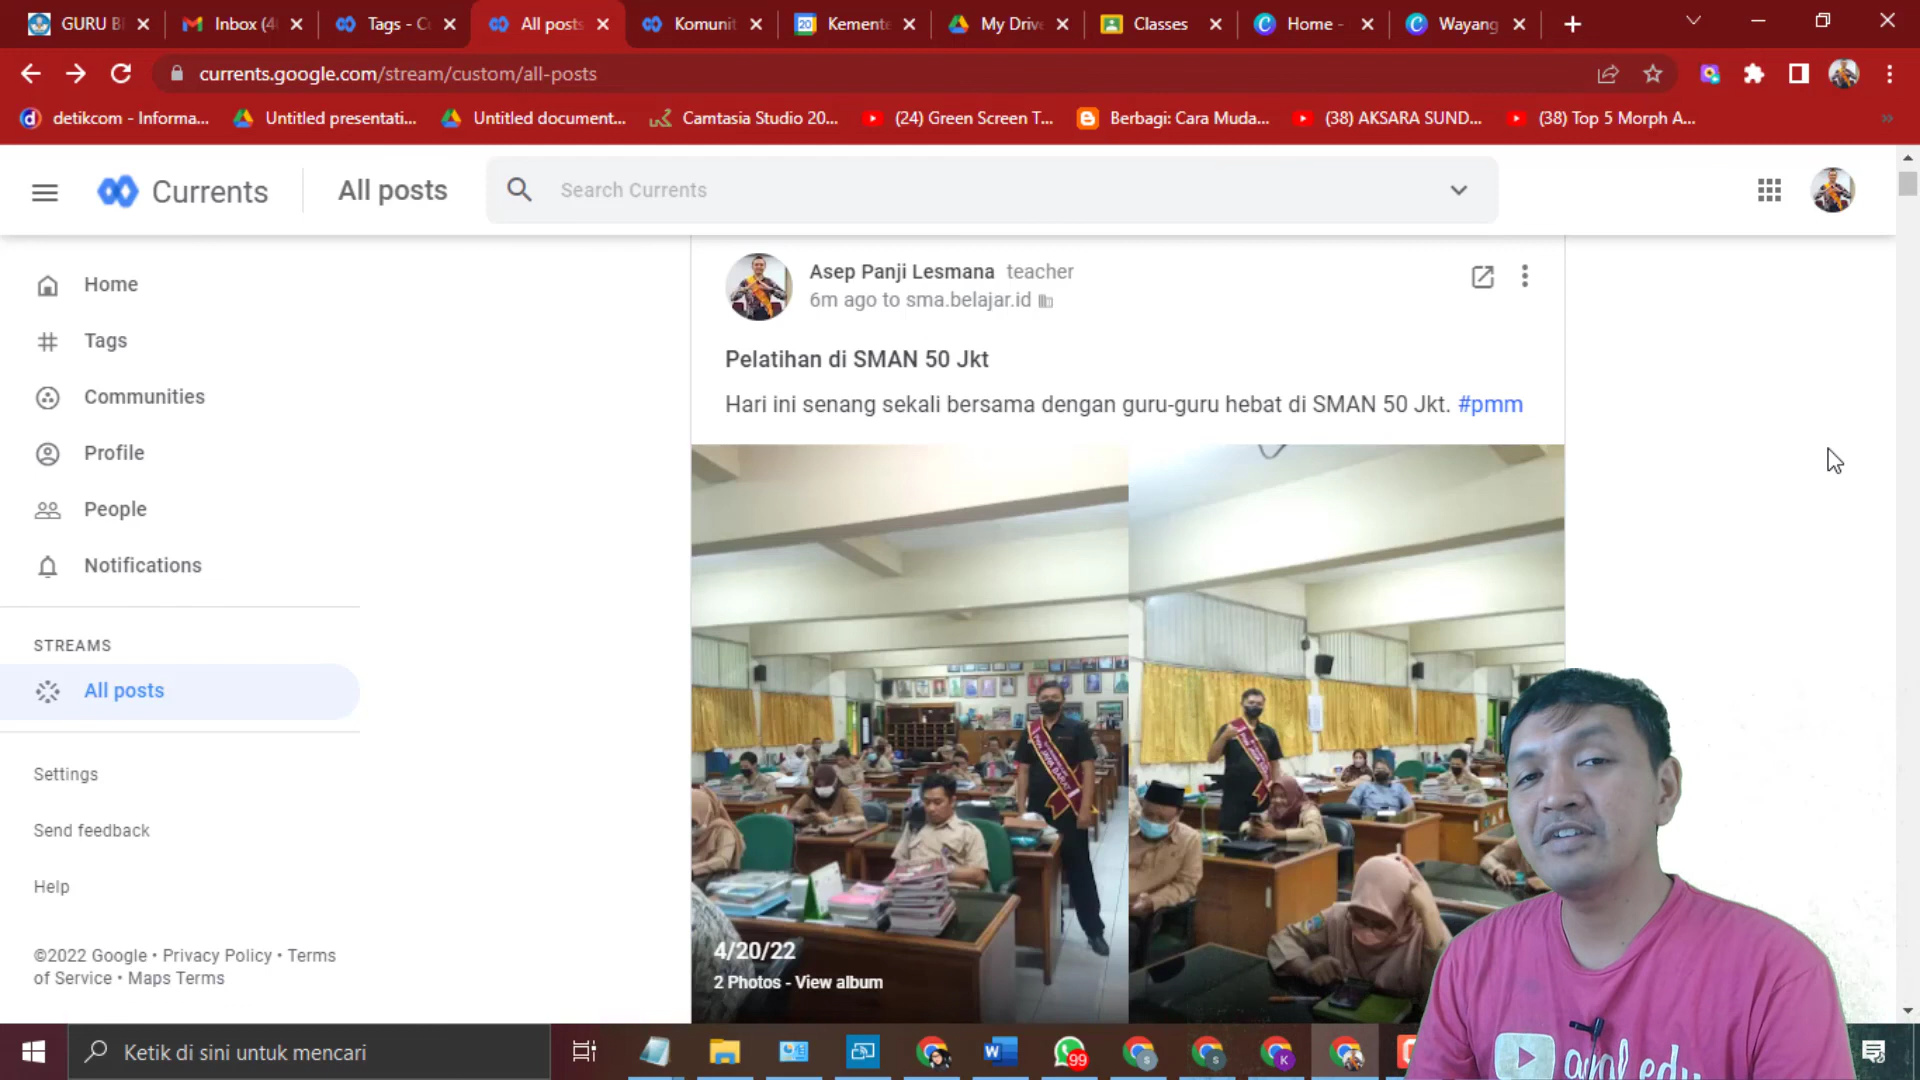 GURU B
Inbox (4
Tags - C
All posts
Komunit
Kemente
My Driv
Classes
Home -
Wayang
currents.google.com/stream/custom/all-posts
detikcom - Informa...
Untitled presentati...
Untitled document...
Camtasia Studio 20...
(24) Green Screen T...
Berbagi: Cara Muda...
(38) AKSARA SUND...
(38) Top 5 Morph A...
Currents
All posts
Search Currents
Home
Tags
Communities
Profile
People
Notifications
STREAMS
All posts
Settings
Send feedback
Help
©2022 Google • Privacy Policy • Terms
of Service • Maps Terms
Asep Panji Lesmana teacher
6m ago to sma.belajar.id
Pelatihan di SMAN 50 Jkt
Hari ini senang sekali bersama dengan guru-guru hebat di SMAN 50 Jkt. #pmm
4/20/22
2 Photos - View album
Ketik di sini untuk mencari
99